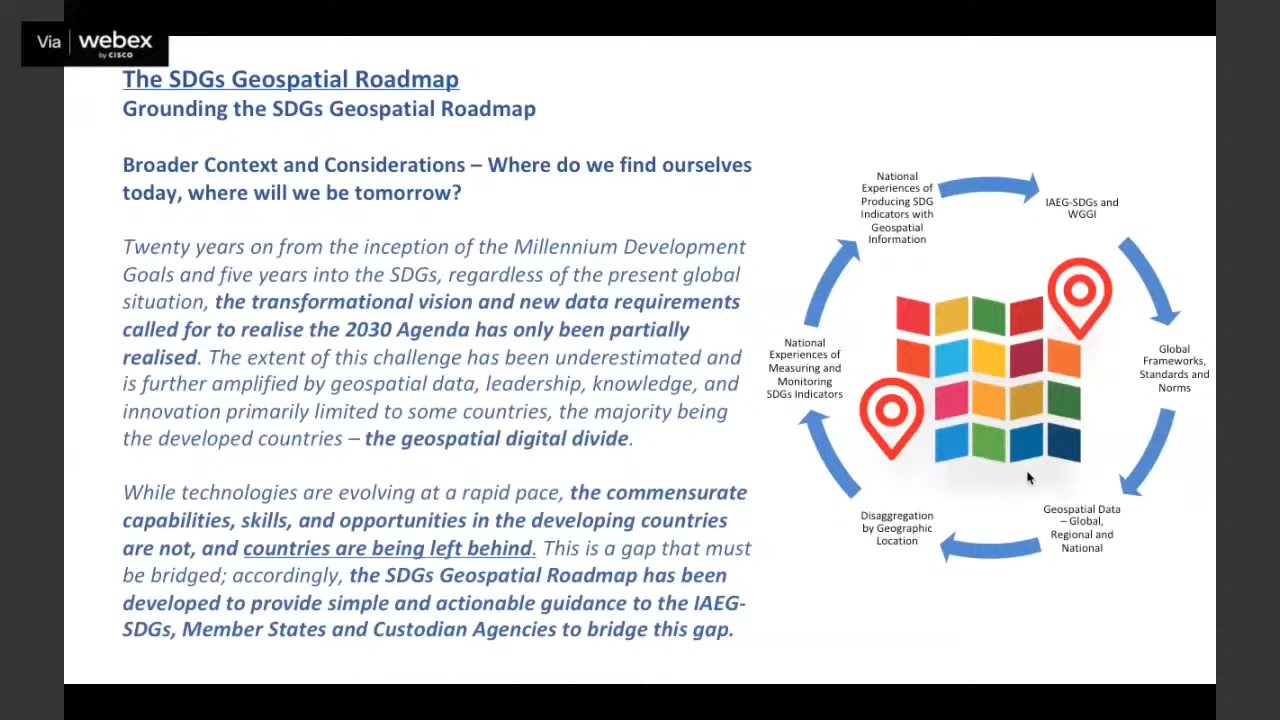 Via webex
by CISCO
The SDGs Geospatial Roadmap
Grounding the SDGs Geospatial Roadmap
Broader Context and Considerations – Where do we find ourselves
today, where will we be tomorrow?
Twenty years on from the inception of the Millennium Development
Goals and five years into the SDGs, regardless of the present global
situation, the transformational vision and new data requirements
called for to realise the 2030 Agenda has only been partially
realised. The extent of this challenge has been underestimated and
is further amplified by geospatial data, leadership, knowledge, and
innovation primarily limited to some countries, the majority being
the developed countries – the geospatial digital divide.
While technologies are evolving at a rapid pace, the commensurate
capabilities, skills, and opportunities in the developing countries
are not, and countries are being left behind. This is a gap that must
be bridged; accordingly, the SDGs Geospatial Roadmap has been
developed to provide simple and actionable guidance to the IAEG-
SDGs, Member States and Custodian Agencies to bridge this gap.
National
Experiences of
Producing SDG
Indicators with
Geospatial
Information
IAEG-SDGs and
WGGI
Global
Frameworks,
Standards and
Norms
Geospatial Data
– Global,
Regional and
National
Disaggregation
by Geographic
Location
National
Experiences of
Measuring and
Monitoring
SDGs Indicators